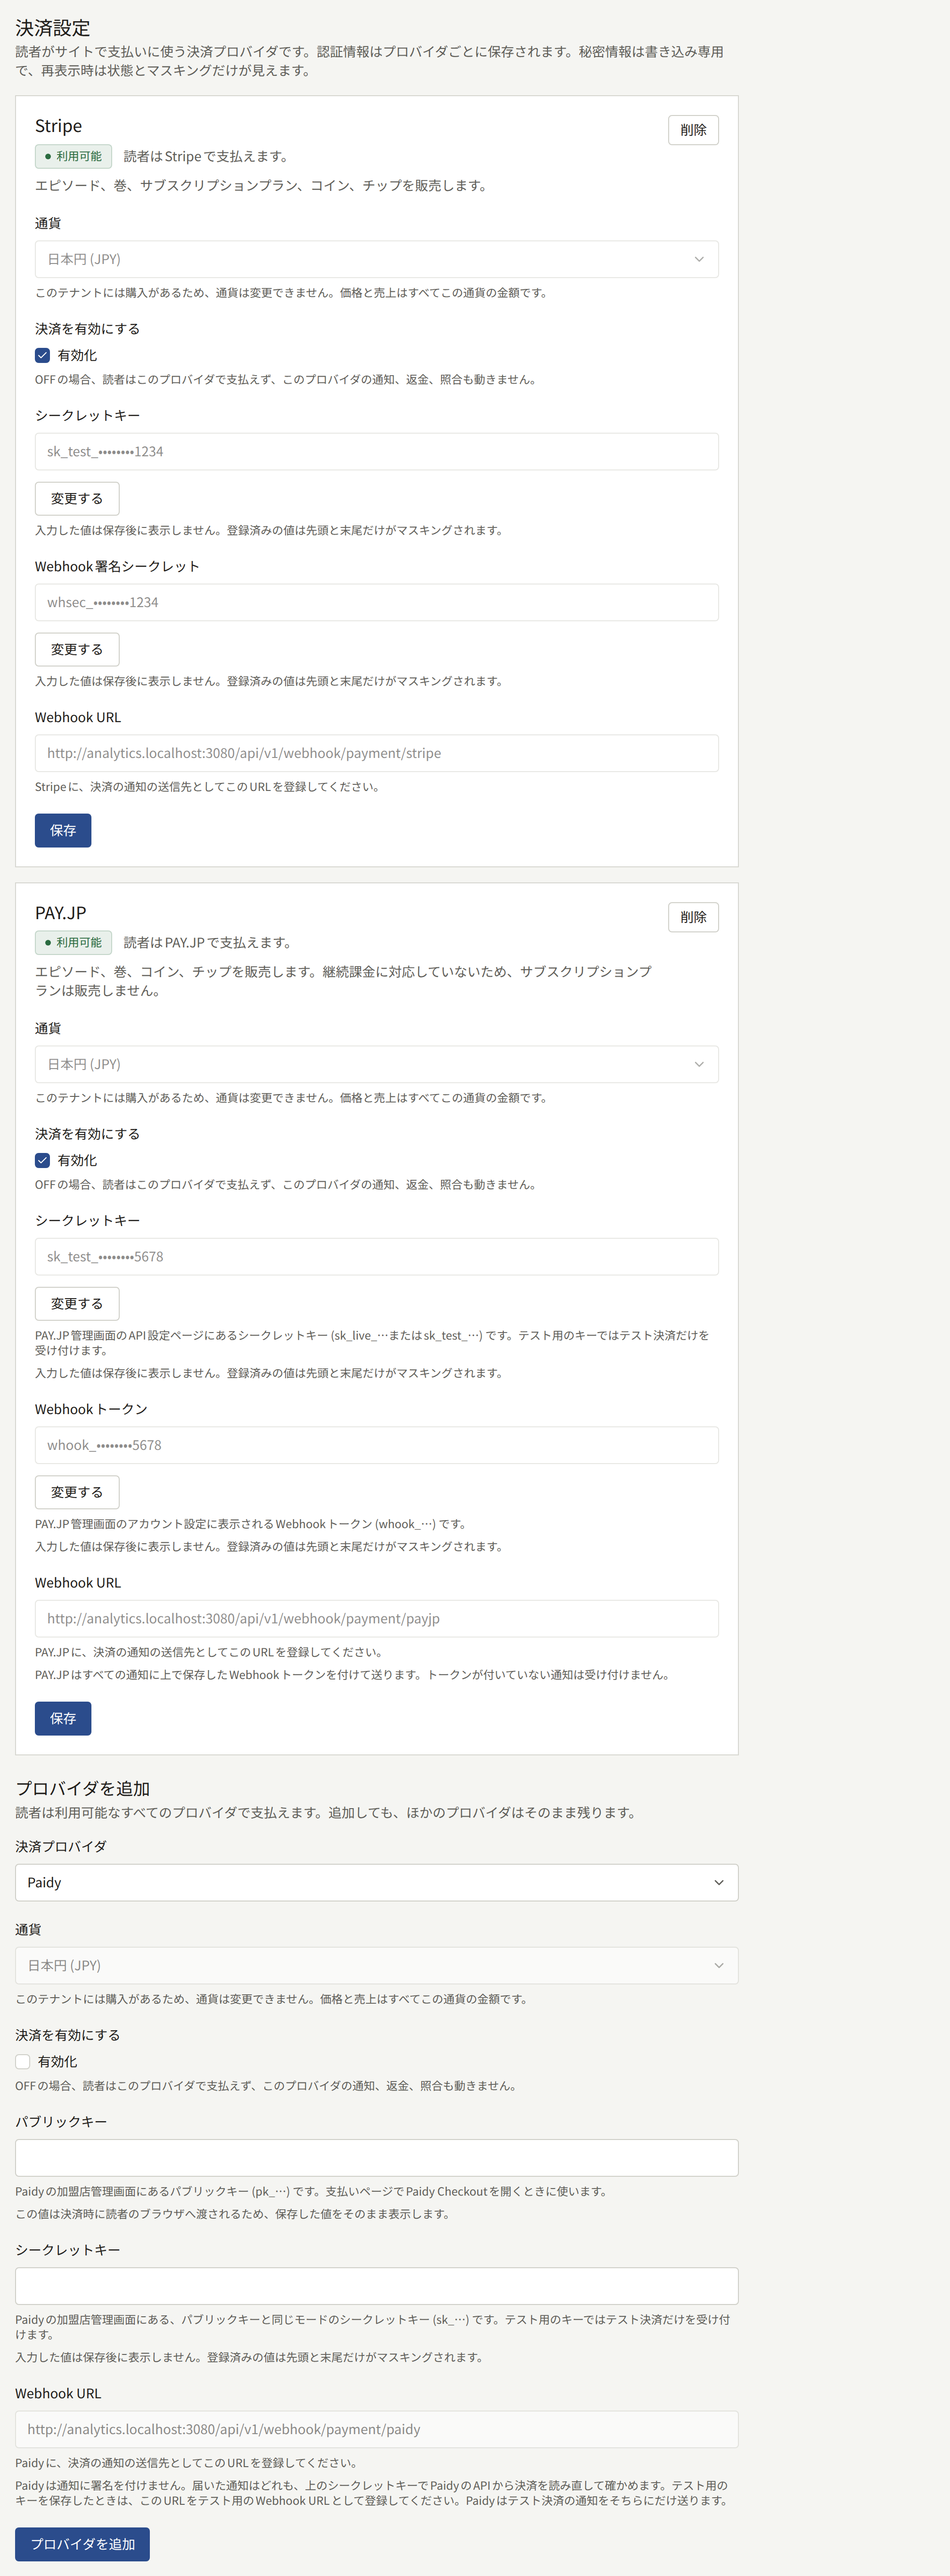 決済設定
読者がサイトで支払いに使う決済プロバイダです。認証情報はプロバイダごとに保存されます。秘密情報は書き込み専用
で、再表示時は状態とマスキングだけが見えます。
Stripe
削除
利用可能 読者はStripeで支払えます。
エピソード、巻、サブスクリプションプラン、コイン、チップを販売します。
通貨
日本円 (JPY)
このテナントには購入があるため、通貨は変更できません。価格と売上はすべてこの通貨の金額です。
決済を有効にする
有効化
OFFの場合、読者はこのプロバイダで支払えず、このプロバイダの通知、返金、照合も動きません。
シークレットキー
sk_test_••••••••1234
変更する
入力した値は保存後に表示しません。登録済みの値は先頭と末尾だけがマスキングされます。
Webhook署名シークレット
whsec_••••••••1234
変更する
入力した値は保存後に表示しません。登録済みの値は先頭と末尾だけがマスキングされます。
Webhook URL
http://analytics.localhost:3080/api/v1/webhook/payment/stripe
Stripeに、決済の通知の送信先としてこのURLを登録してください。
保存
PAY.JP
削除
利用可能 読者はPAY.JPで支払えます。
エピソード、巻、コイン、チップを販売します。継続課金に対応していないため、サブスクリプションプ
ランは販売しません。
通貨
日本円 (JPY)
このテナントには購入があるため、通貨は変更できません。価格と売上はすべてこの通貨の金額です。
決済を有効にする
有効化
OFFの場合、読者はこのプロバイダで支払えず、このプロバイダの通知、返金、照合も動きません。
シークレットキー
sk_test_••••••••5678
変更する
PAY.JP管理画面のAPI設定ページにあるシークレットキー (sk_live_…またはsk_test_…) です。テスト用のキーではテスト決済だけを
受け付けます。
入力した値は保存後に表示しません。登録済みの値は先頭と末尾だけがマスキングされます。
Webhookトークン
whook_••••••••5678
変更する
PAY.JP管理画面のアカウント設定に表示されるWebhookトークン (whook_…) です。
入力した値は保存後に表示しません。登録済みの値は先頭と末尾だけがマスキングされます。
Webhook URL
http://analytics.localhost:3080/api/v1/webhook/payment/payjp
PAY.JPに、決済の通知の送信先としてこのURLを登録してください。
PAY.JPはすべての通知に上で保存したWebhookトークンを付けて送ります。トークンが付いていない通知は受け付けません。
保存
プロバイダを追加
読者は利用可能なすべてのプロバイダで支払えます。追加しても、ほかのプロバイダはそのまま残ります。
決済プロバイダ
Paidy
通貨
日本円 (JPY)
このテナントには購入があるため、通貨は変更できません。価格と売上はすべてこの通貨の金額です。
決済を有効にする
有効化
OFFの場合、読者はこのプロバイダで支払えず、このプロバイダの通知、返金、照合も動きません。
パブリックキー
Paidyの加盟店管理画面にあるパブリックキー (pk_…) です。支払いページでPaidy Checkoutを開くときに使います。
この値は決済時に読者のブラウザへ渡されるため、保存した値をそのまま表示します。
シークレットキー
Paidyの加盟店管理画面にある、パブリックキーと同じモードのシークレットキー (sk_…) です。テスト用のキーではテスト決済だけを受け付
けます。
入力した値は保存後に表示しません。登録済みの値は先頭と末尾だけがマスキングされます。
Webhook URL
http://analytics.localhost:3080/api/v1/webhook/payment/paidy
Paidyに、決済の通知の送信先としてこのURLを登録してください。
Paidyは通知に署名を付けません。届いた通知はどれも、上のシークレットキーでPaidyのAPIから決済を読み直して確かめます。テスト用の
キーを保存したときは、このURLをテスト用のWebhook URLとして登録してください。Paidyはテスト決済の通知をそちらにだけ送ります。
プロバイダを追加